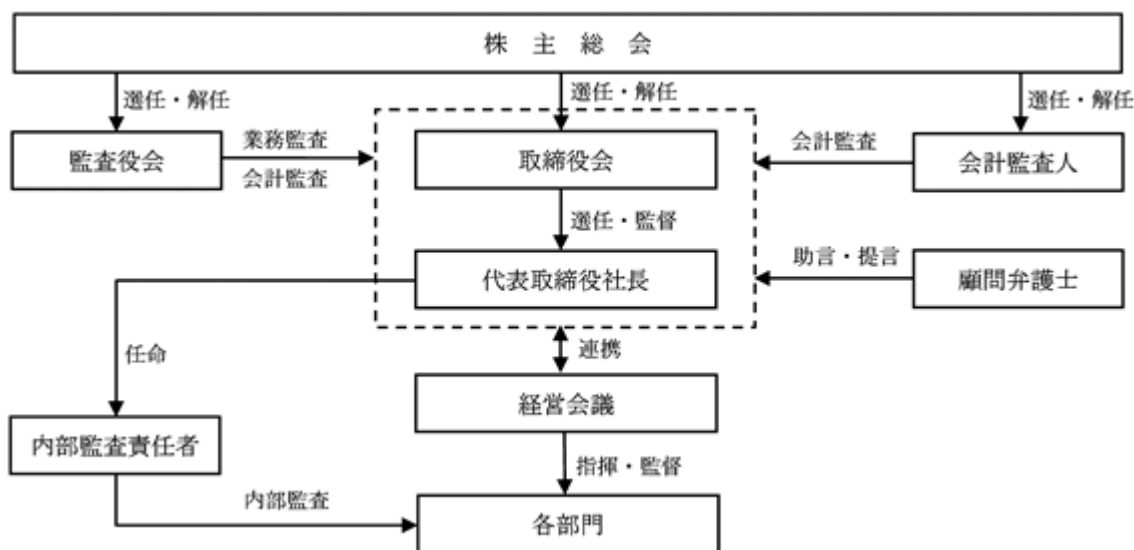 株主総会
選任・解任
選任・解任
選任・解任
監査役会
業務監査
会計監査
取締役会
会計監査
会計監査人
選任・監督
代表取締役社長
助言・提言
顧問弁護士
任命
連携
経営会議
内部監査責任者
指揮・監督
内部監査
各部門